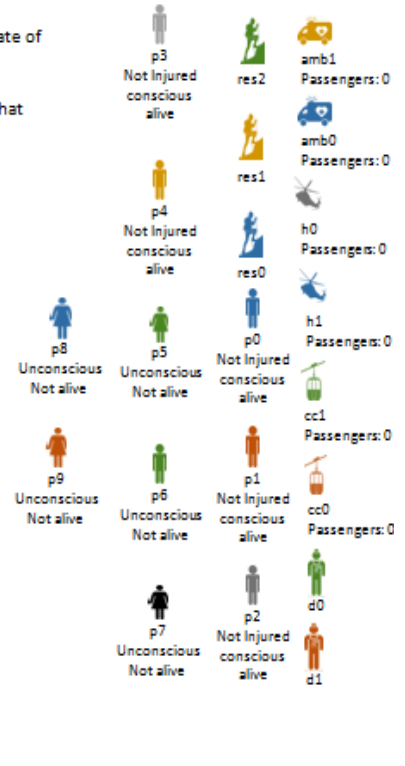 ate of
hat
p3
Not Injured
conscious
alive
p4
Not Injured
conscious
alive
p8
Unconscious
Not alive
p5
Unconscious
Not alive
p9
Unconscious
Not alive
p6
Unconscious
Not alive
p7
Unconscious
Not alive
res2
res1
res0
p0
Not Injured
conscious
alive
p1
Not Injured
conscious
alive
p2
Not Injured
conscious
alive
amb1
Passengers: 0
amb0
Passengers: 0
h0
Passengers: 0
h1
Passengers: 0
cc1
Passengers: 0
cc0
Passengers: 0
d0
d1